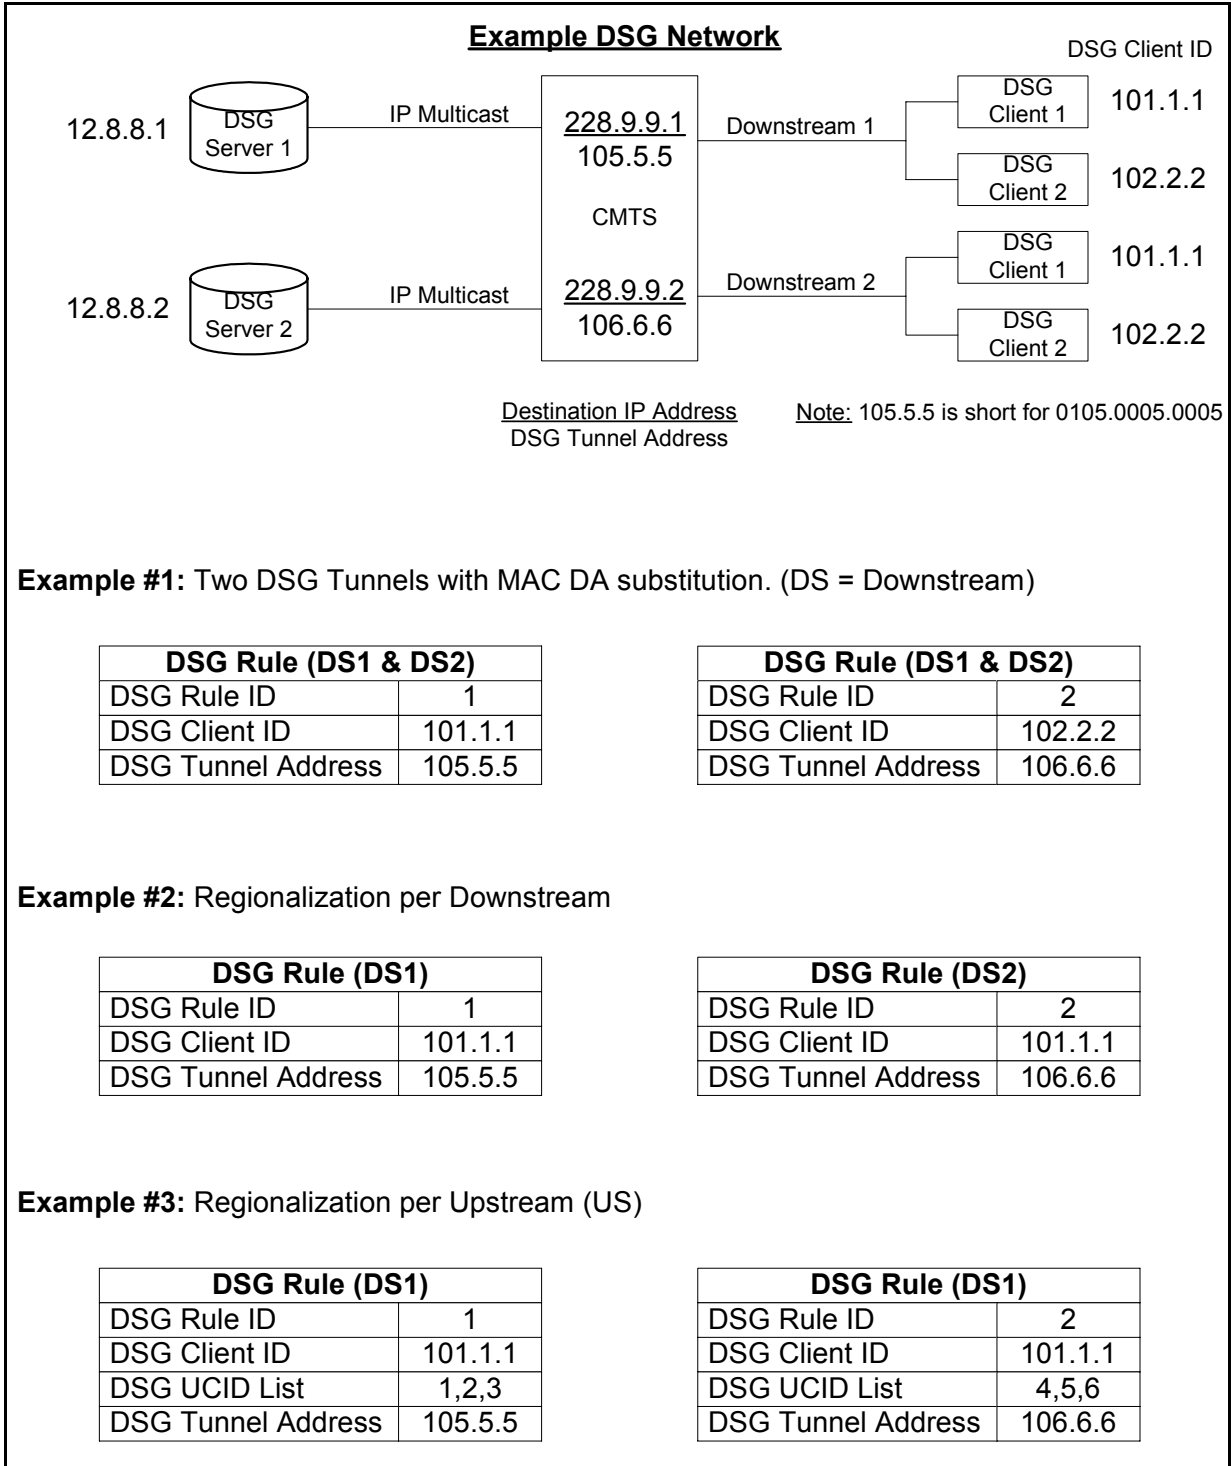 Example DSG Network
DSG Client ID
12.8.8.1
DSG
Server 1
IP Multicast
228.9.9.1
105.5.5
CMTS
Downstream 1
DSG
Client 1
101.1.1
DSG
Client 2
102.2.2
12.8.8.2
DSG
Server 2
IP Multicast
228.9.9.2
106.6.6
Downstream 2
DSG
Client 1
101.1.1
DSG
Client 2
102.2.2
Destination IP Address
DSG Tunnel Address
Note: 105.5.5 is short for 0105.0005.0005
Example #1: Two DSG Tunnels with MAC DA substitution. (DS = Downstream)
DSG Rule (DS1 & DS2)
DSG Rule ID 1
DSG Client ID 101.1.1
DSG Tunnel Address 105.5.5
DSG Rule (DS1 & DS2)
DSG Rule ID 2
DSG Client ID 102.2.2
DSG Tunnel Address 106.6.6
Example #2: Regionalization per Downstream
DSG Rule (DS1)
DSG Rule ID 1
DSG Client ID 101.1.1
DSG Tunnel Address 105.5.5
DSG Rule (DS2)
DSG Rule ID 2
DSG Client ID 101.1.1
DSG Tunnel Address 106.6.6
Example #3: Regionalization per Upstream (US)
DSG Rule (DS1)
DSG Rule ID 1
DSG Client ID 101.1.1
DSG UCID List 1,2,3
DSG Tunnel Address 105.5.5
DSG Rule (DS1)
DSG Rule ID 2
DSG Client ID 101.1.1
DSG UCID List 4,5,6
DSG Tunnel Address 106.6.6